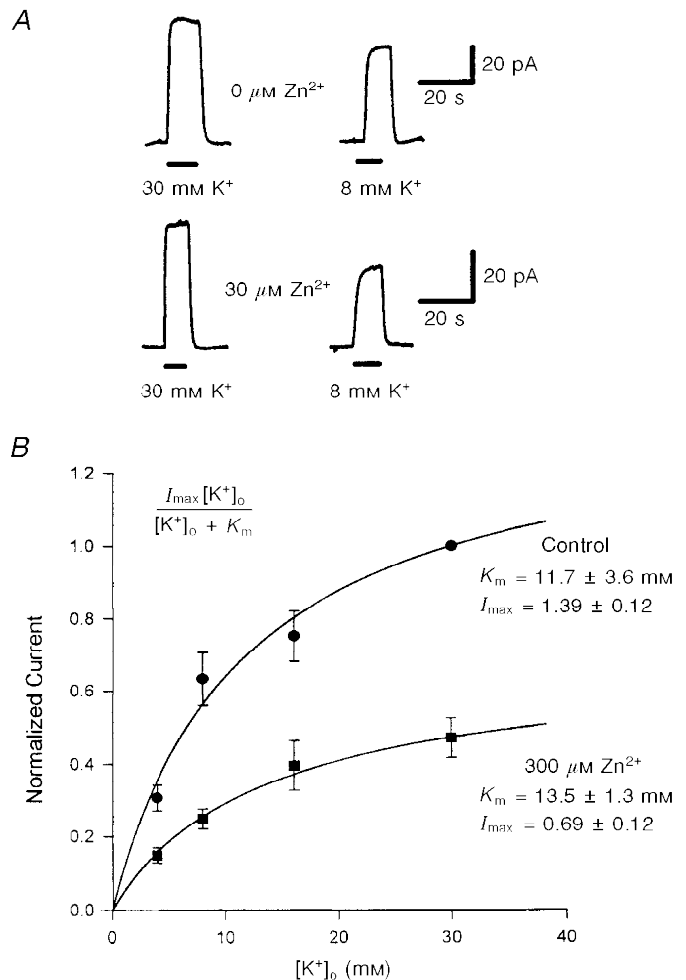 A
0 μM Zn²⁺
20 pA
20 s
30 mM K⁺
8 mM K⁺
30 μM Zn²⁺
20 pA
20 s
30 mM K⁺
8 mM K⁺
B
1.2
1.0
0.8
0.6
0.4
0.2
0.0
Normalized Current
Imax [K⁺]o
[K⁺]o + Km
Control
Km = 11.7 ± 3.6 mM
Imax = 1.39 ± 0.12
300 μM Zn²⁺
Km = 13.5 ± 1.3 mM
Imax = 0.69 ± 0.12
0
10
20
30
40
[K⁺]o (mM)